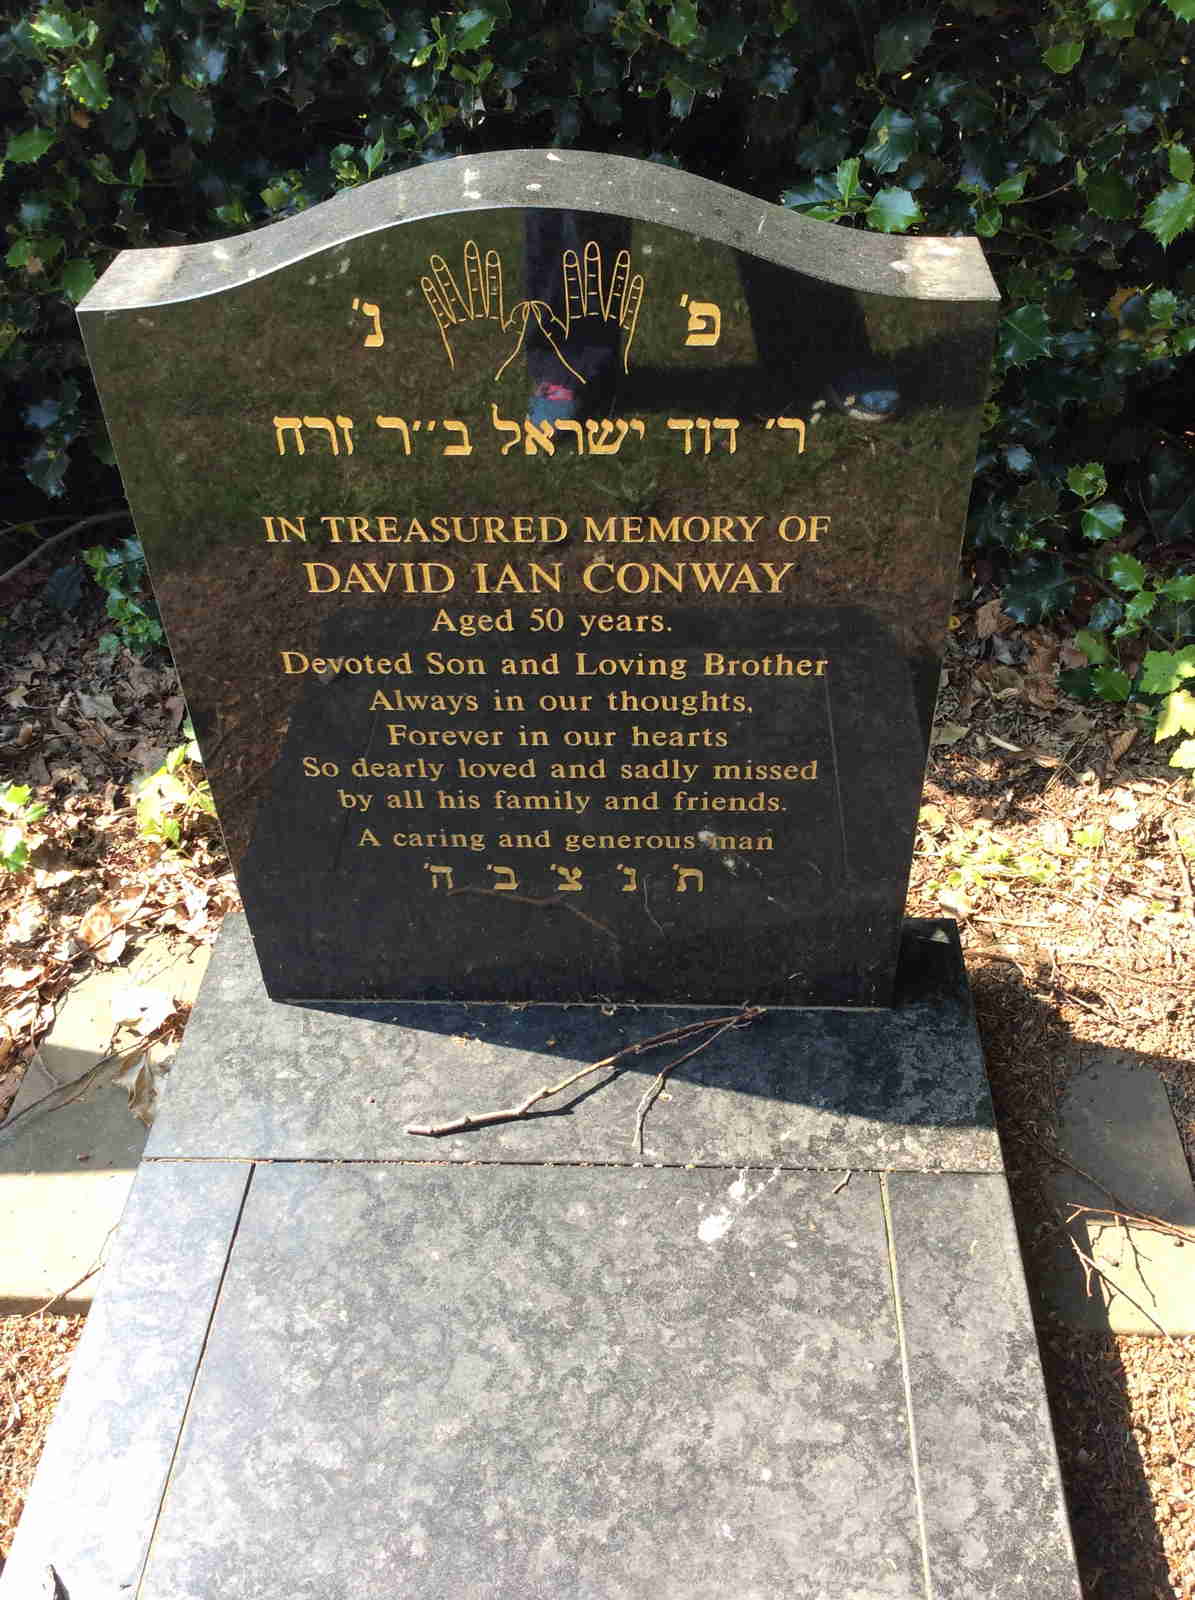 פ' נ'
ר' דוד ישראל ב''ר זרח
IN TREASURED MEMORY OF
DAVID IAN CONWAY
Aged 50 years.
Devoted Son and Loving Brother
Always in our thoughts,
Forever in our hearts
So dearly loved and sadly missed
by all his family and friends.
A caring and generous man
ת' נ' צ' ב' ה'